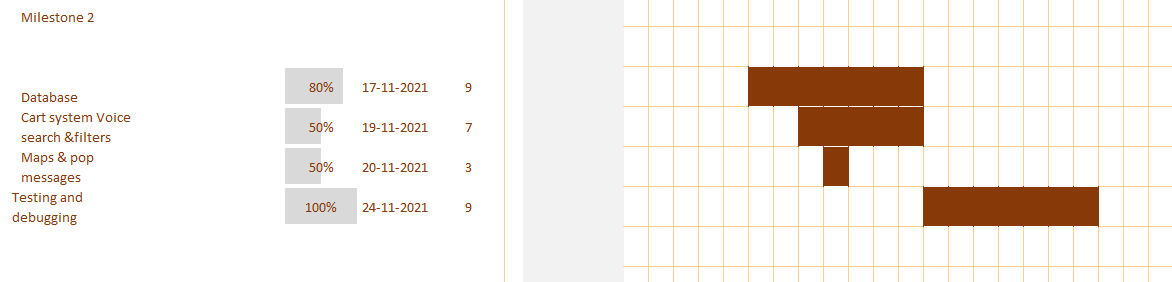 Milestone 2
80% 17-11-2021 9
Database
Cart system Voice
50% 19-11-2021 7
search &filters
Maps & pop
50% 20-11-2021 3
messages
Testing and
100% 24-11-2021 9
debugging